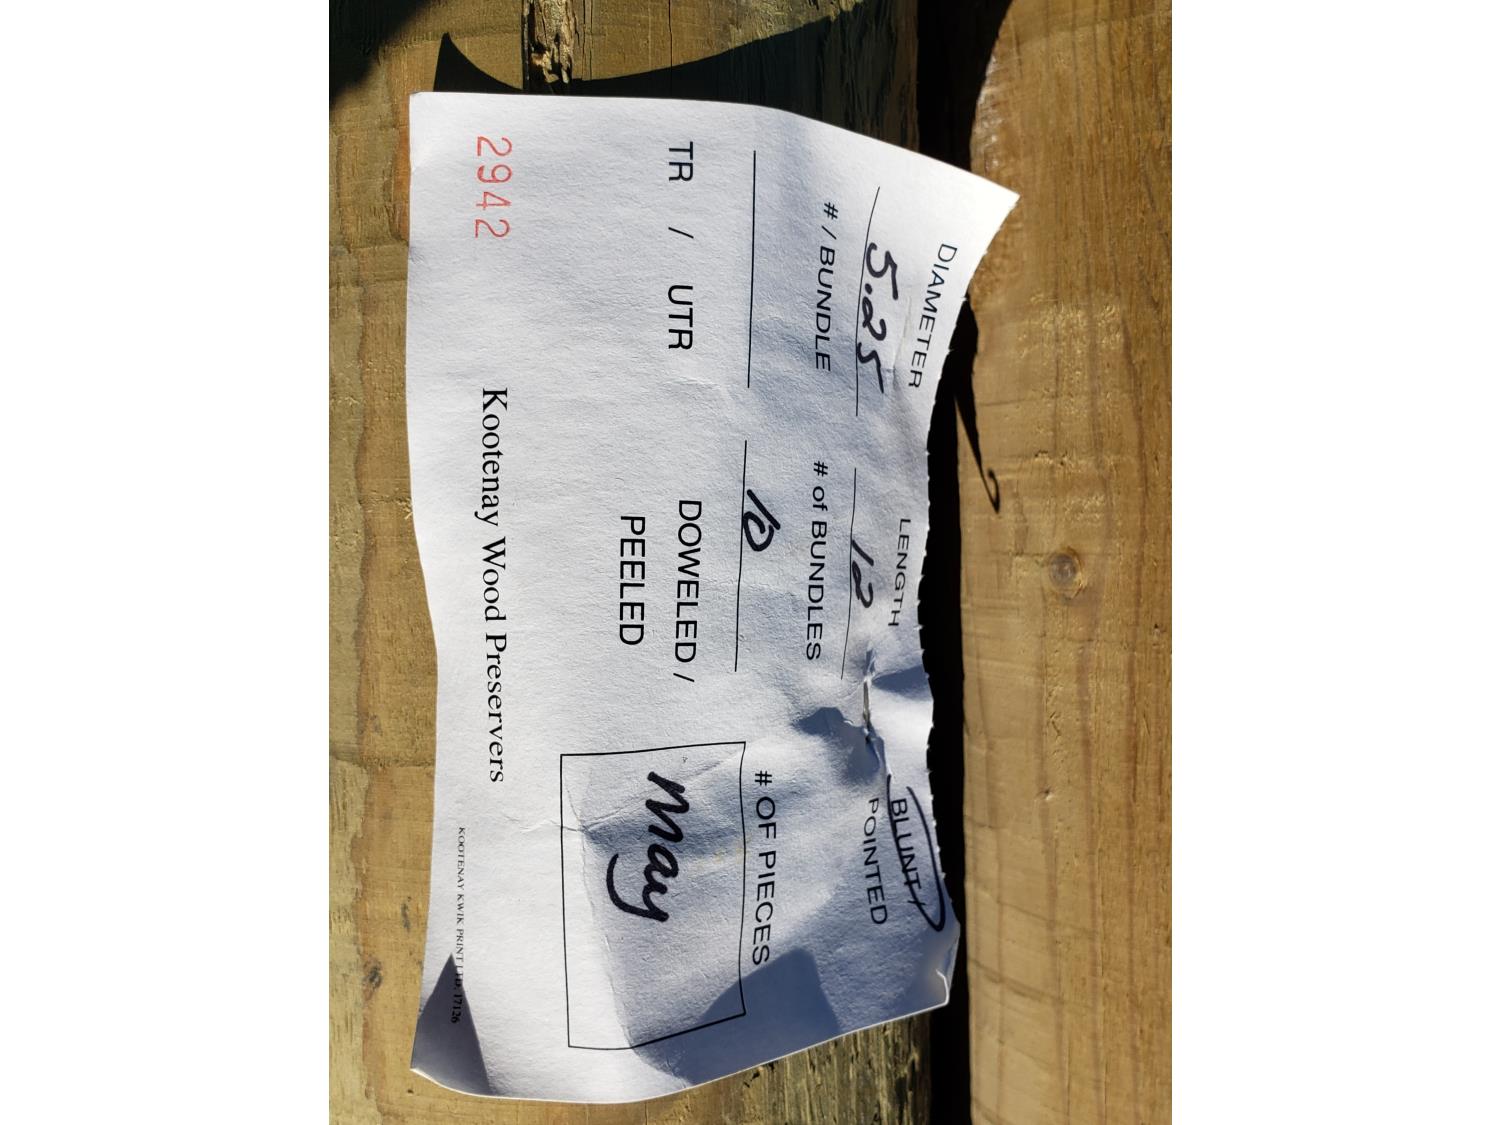 DIAMETER LENGTH BLUNT /
5.25 12 POINTED
# / BUNDLE # of BUNDLES # OF PIECES
10
TR / UTR DOWELED / May
PEELED
2942 Kootenay Wood Preservers
KOOTENAY KWIK PRINT LTD. 17126